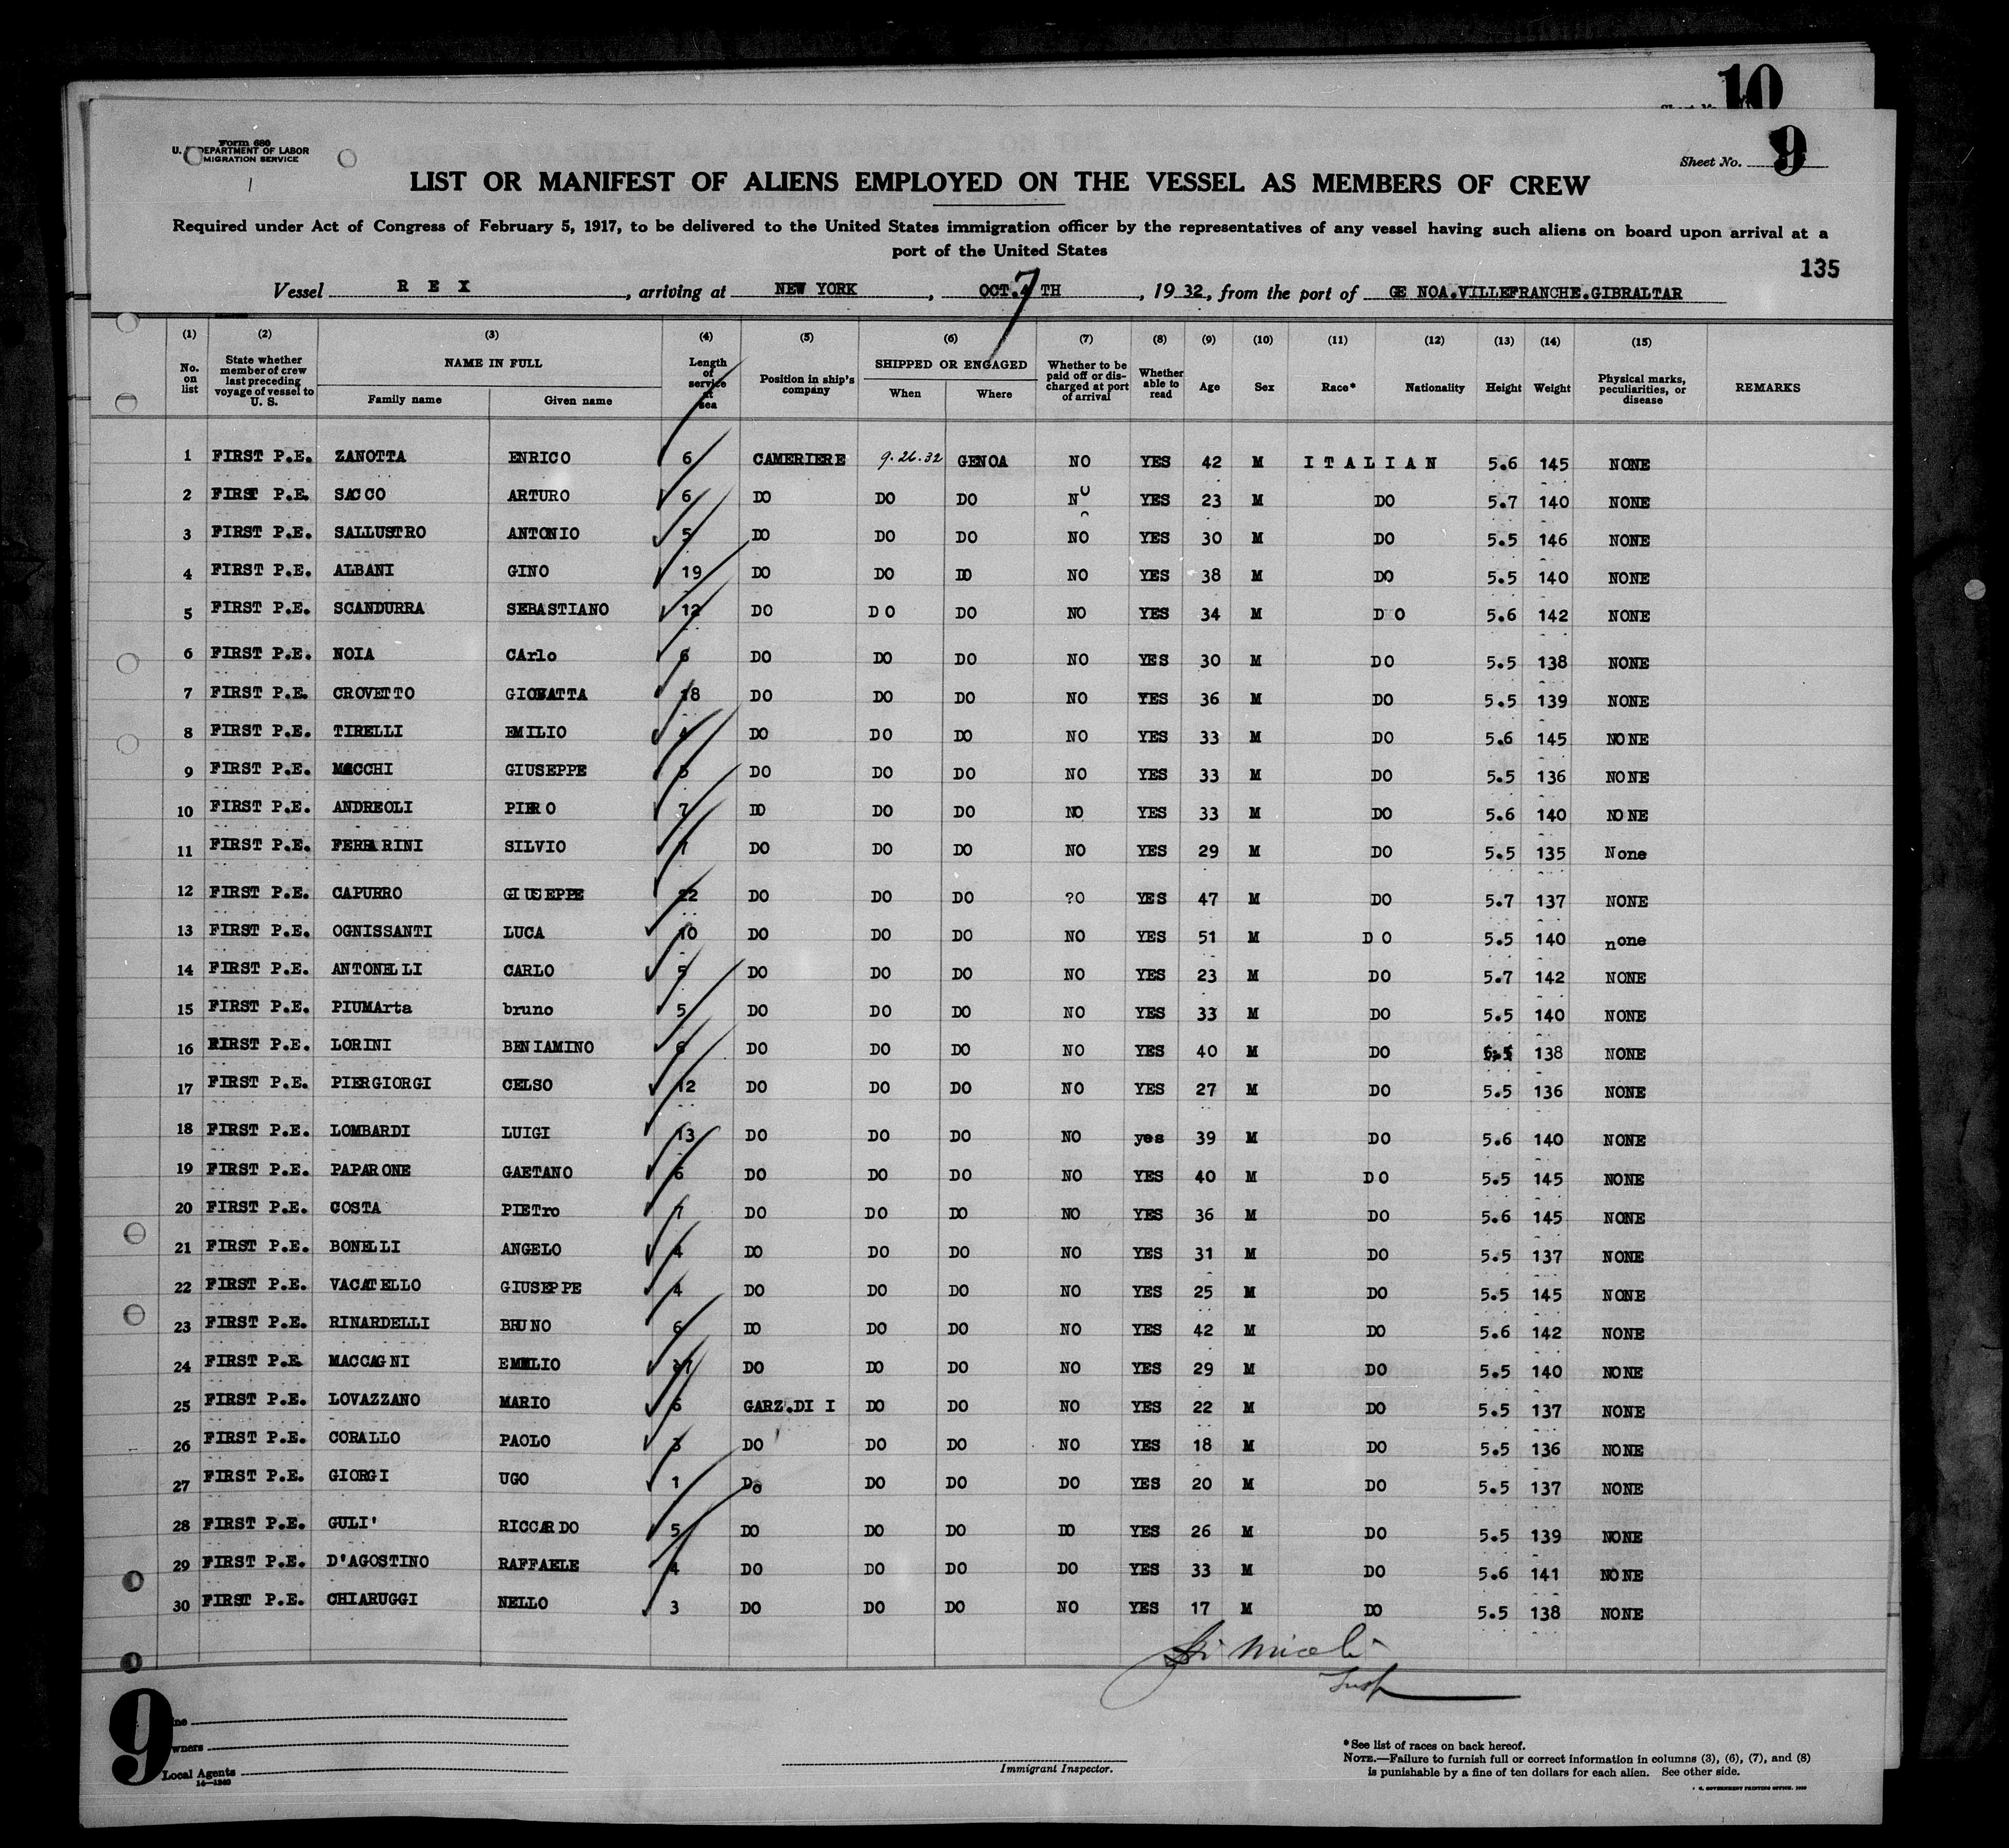 10
Form 680
U. DEPARTMENT OF LABOR
MIGRATION SERVICE
Sheet No. 9
LIST OR MANIFEST OF ALIENS EMPLOYED ON THE VESSEL AS MEMBERS OF CREW
Required under Act of Congress of February 5, 1917, to be delivered to the United States immigration officer by the representatives of any vessel having such aliens on board upon arrival at a
port of the United States
135
Vessel R E X, arriving at NEW YORK, OCT. 7 TH, 1932, from the port of GE NOA.VILLEFRANCHE.GIBRALTAR
(1) (2) (3) (4) (5) (6) (7) (8) (9) (10) (11) (12) (13) (14) (15)
No. on list State whether member of crew last preceding voyage of vessel to U. S. NAME IN FULL Family name Given name Length of service at sea Position in ship's company SHIPPED OR ENGAGED When Where Whether to be paid off or discharged at port of arrival Whether able to read Age Sex Race* Nationality Height Weight Physical marks, peculiarities, or disease REMARKS
1 FIRST P.E. ZANOTTA ENRICO 6 CAMERIERE 9.26.32 GENOA NO YES 42 M I T A L I A N 5.6 145 NONE
2 FIRST P.E. SACCO ARTURO 6 DO DO DO NO YES 23 M DO 5.7 140 NONE
3 FIRST P.E. SALLUSTRO ANTONIO 5 DO DO DO NO YES 30 M DO 5.5 146 NONE
4 FIRST P.E. ALBANI GINO 19 DO DO DO NO YES 38 M DO 5.5 140 NONE
5 FIRST P.E. SCANDURRA SEBASTIANO 12 DO D O DO NO YES 34 M D O 5.6 142 NONE
6 FIRST P.E. NOIA CArlo 6 DO DO DO NO YES 30 M DO 5.5 138 NONE
7 FIRST P.E. CROVETTO GIOBATTA 18 DO DO DO NO YES 36 M DO 5.5 139 NONE
8 FIRST P.E. TIRELLI EMILIO 4 DO DO DO NO YES 33 M DO 5.6 145 NONE
9 FIRST P.E. MACCHI GIUSEPPE 5 DO DO DO NO YES 33 M DO 5.5 136 NONE
10 FIRST P.E. ANDREOLI PIERO 7 DO DO DO NO YES 33 M DO 5.6 140 NONE
11 FIRST P.E. FERRARINI SILVIO 7 DO DO DO NO YES 29 M DO 5.5 135 None
12 FIRST P.E. CAPURRO GIUSEPPE 22 DO DO DO ?O YES 47 M DO 5.7 137 NONE
13 FIRST P.E. OGNISSANTI LUCA 10 DO DO DO NO YES 51 M D O 5.5 140 none
14 FIRST P.E. ANTONELLI CARLO 5 DO DO DO NO YES 23 M DO 5.7 142 NONE
15 FIRST P.E. PIUMArta bruno 5 DO DO DO NO YES 33 M DO 5.5 140 NONE
16 FIRST P.E. LORINI BENIAMINO 6 DO DO DO NO YES 40 M DO 5.5 138 NONE
17 FIRST P.E. PIERGIORGI CELSO 12 DO DO DO NO YES 27 M DO 5.5 136 NONE
18 FIRST P.E. LOMBARDI LUIGI 13 DO DO DO NO yes 39 M DO 5.6 140 NONE
19 FIRST P.E. PAPARONE GAETANO 6 DO DO DO NO YES 40 M DO 5.5 145 NONE
20 FIRST P.E. COSTA PIETro 7 DO DO DO NO YES 36 M DO 5.6 145 NONE
21 FIRST P.E. BONELLI ANGELO 4 DO DO DO NO YES 31 M DO 5.5 137 NONE
22 FIRST P.E. VACATELLO GIUSEPPE 4 DO DO DO NO YES 25 M DO 5.5 145 NONE
23 FIRST P.E. RINARDELLI BRUNO 6 DO DO DO NO YES 42 M DO 5.6 142 NONE
24 FIRST P.E. MACCAGNI EMILIO DO DO DO NO YES 29 M DO 5.5 140 NONE
25 FIRST P.E. LOVAZZANO MARIO 6 GARZ.DI I DO DO NO YES 22 M DO 5.5 137 NONE
26 FIRST P.E. CORALLO PAOLO 3 DO DO DO NO YES 18 M DO 5.5 136 NONE
27 FIRST P.E. GIORGI UGO 1 Do DO DO DO YES 20 M DO 5.5 137 NONE
28 FIRST P.E. GULI' RICCARDO 5 DO DO DO DO YES 26 M DO 5.5 139 NONE
29 FIRST P.E. D'AGOSTINO RAFFAELE 4 DO DO DO DO YES 33 M DO 5.6 141 NONE
30 FIRST P.E. CHIARUGGI NELLO 3 DO DO DO NO YES 17 M DO 5.5 138 NONE
Insp
9
Local Agents
14—1240
Immigrant Inspector.
*See list of races on back hereof.
NOTE.—Failure to furnish full or correct information in columns (3), (6), (7), and (8)
is punishable by a fine of ten dollars for each alien. See other side.